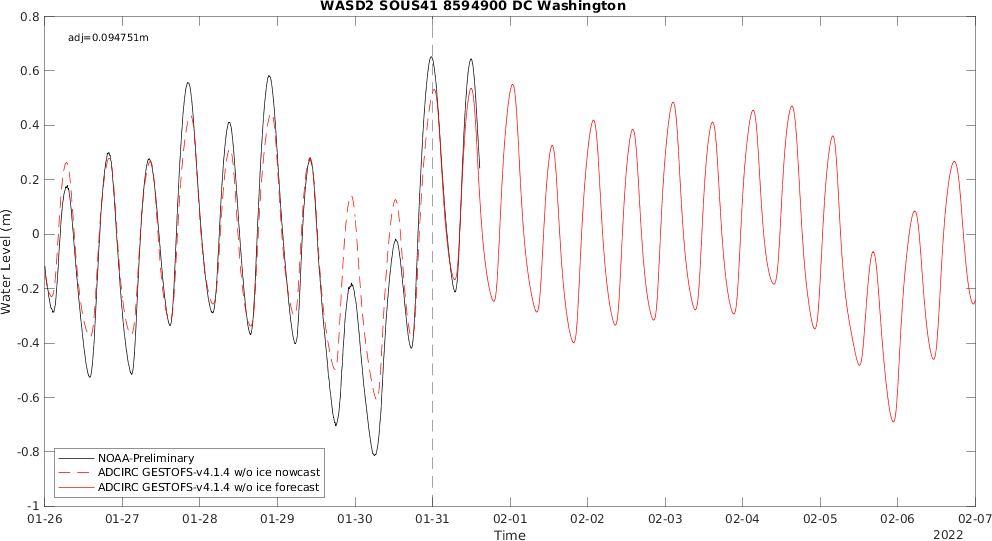 WASD2 SOUS41 8594900 DC Washington
adj=0.094751m
Water Level (m)
0.8
0.6
0.4
0.2
0
-0.2
-0.4
-0.6
-0.8
-1
NOAA-Preliminary
ADCIRC GESTOFS-v4.1.4 w/o ice nowcast
ADCIRC GESTOFS-v4.1.4 w/o ice forecast
01-26 01-27 01-28 01-29 01-30 01-31 02-01 02-02 02-03 02-04 02-05 02-06 02-07
Time
2022